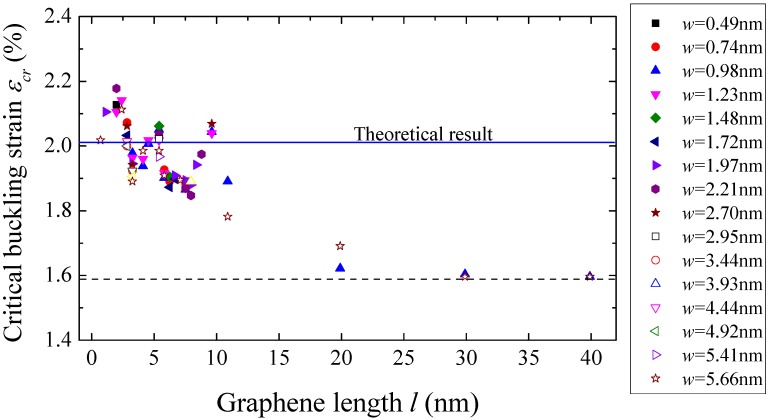 Critical buckling strain εcr (%)
2.4
2.2
2.0
1.8
1.6
1.4
Theoretical result
0 5 10 15 20 25 30 35 40
Graphene length l (nm)
w=0.49nm
w=0.74nm
w=0.98nm
w=1.23nm
w=1.48nm
w=1.72nm
w=1.97nm
w=2.21nm
w=2.70nm
w=2.95nm
w=3.44nm
w=3.93nm
w=4.44nm
w=4.92nm
w=5.41nm
w=5.66nm